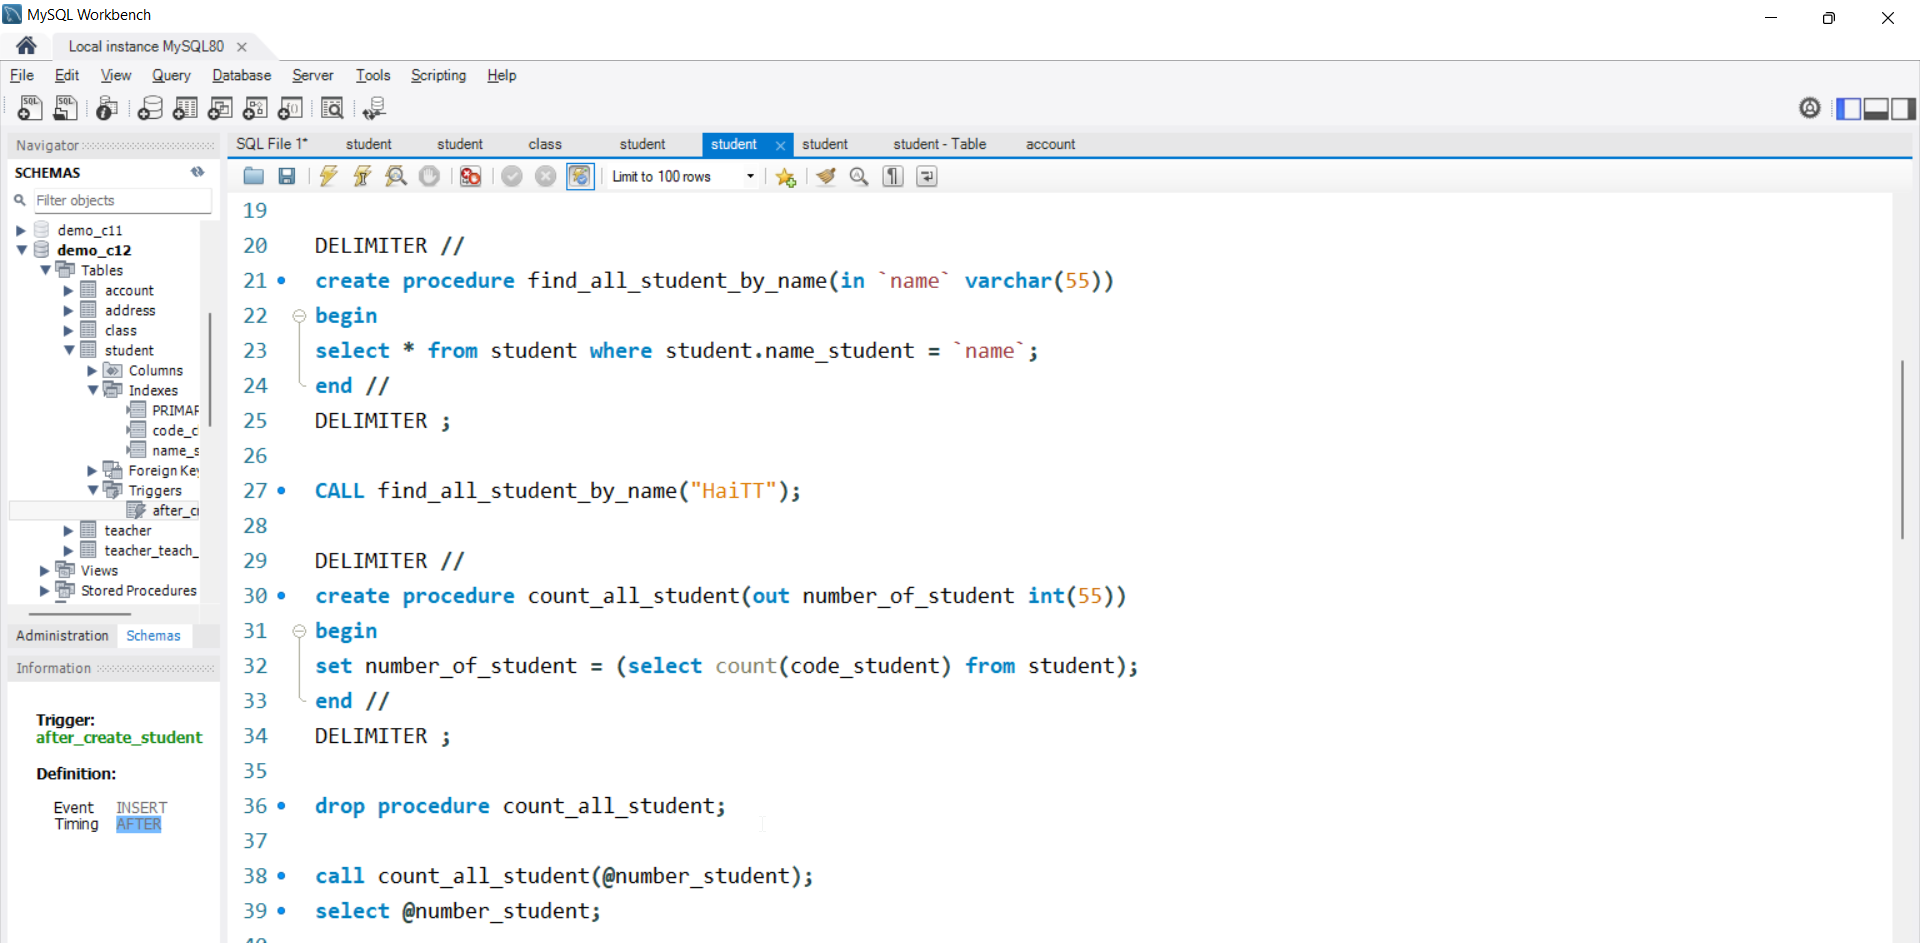 MySQL Workbench
Local instance MySQL80
File Edit View Query Database Server Tools Scripting Help
Navigator
SCHEMAS
Filter objects
demo_c11
demo_c12
Tables
account
address
class
student
Columns
Indexes
PRIMAR
code_c
name_s
Foreign Key
Triggers
after_cr
teacher
teacher_teach_
Views
Stored Procedures
Administration Schemas
Information
Trigger:
after_create_student
Definition:
Event INSERT
Timing AFTER
SQL File 1* student student class student student student student - Table account
Limit to 100 rows
19
20 DELIMITER //
21 create procedure find_all_student_by_name(in `name` varchar(55))
22 begin
23 select * from student where student.name_student = `name`;
24 end //
25 DELIMITER ;
26
27 CALL find_all_student_by_name("HaiTT");
28
29 DELIMITER //
30 create procedure count_all_student(out number_of_student int(55))
31 begin
32 set number_of_student = (select count(code_student) from student);
33 end //
34 DELIMITER ;
35
36 drop procedure count_all_student;
37
38 call count_all_student(@number_student);
39 select @number_student;
40